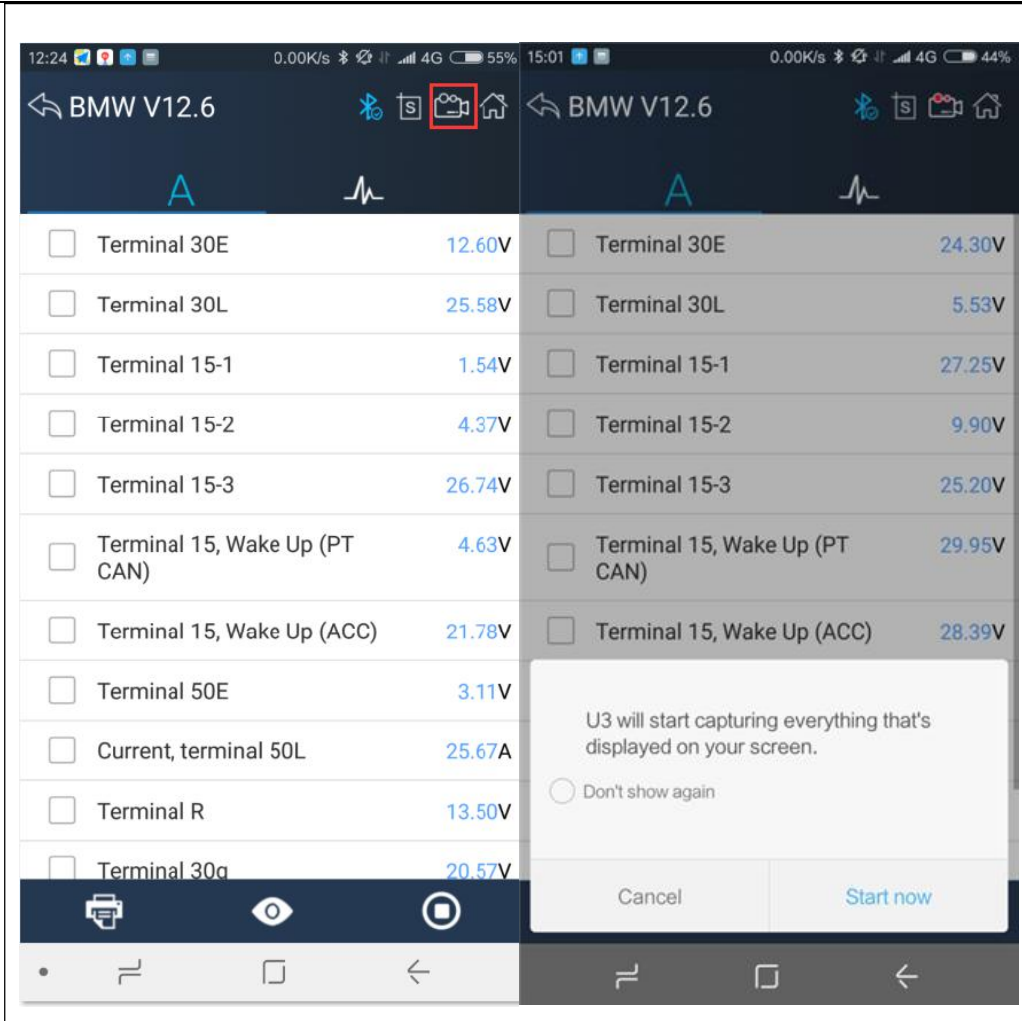 12:24 0.00K/s 4G 55%
BMW V12.6
S
A
Terminal 30E 12.60V
Terminal 30L 25.58V
Terminal 15-1 1.54V
Terminal 15-2 4.37V
Terminal 15-3 26.74V
Terminal 15, Wake Up (PT 4.63V
CAN)
Terminal 15, Wake Up (ACC) 21.78V
Terminal 50E 3.11V
Current, terminal 50L 25.67A
Terminal R 13.50V
Terminal 30g 20.57V
15:01 0.00K/s 4G 44%
BMW V12.6
S
A
Terminal 30E 24.30V
Terminal 30L 5.53V
Terminal 15-1 27.25V
Terminal 15-2 9.90V
Terminal 15-3 25.20V
Terminal 15, Wake Up (PT 29.95V
CAN)
Terminal 15, Wake Up (ACC) 28.39V
U3 will start capturing everything that's
displayed on your screen.
Don't show again
Cancel Start now